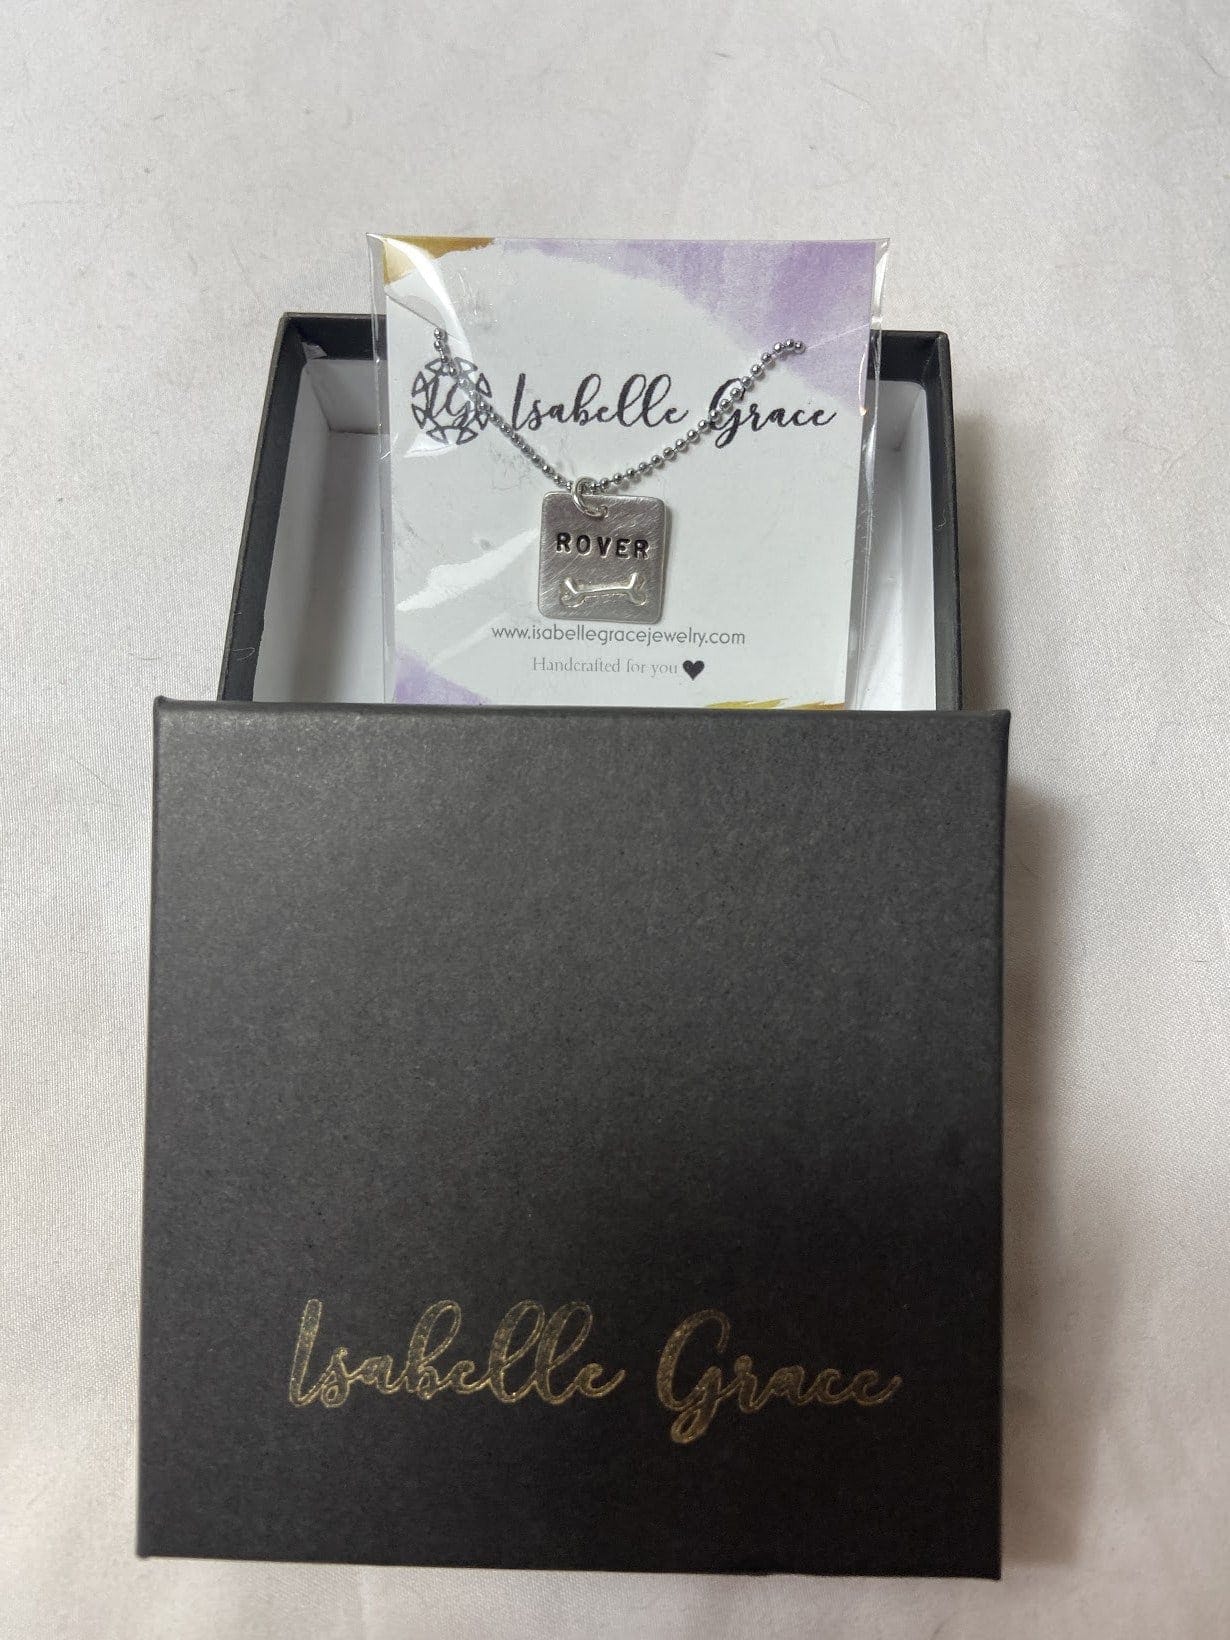 IG Isabelle Grace
ROVER
www.isabellegracejewelry.com
Handcrafted for you
Isabelle Grace